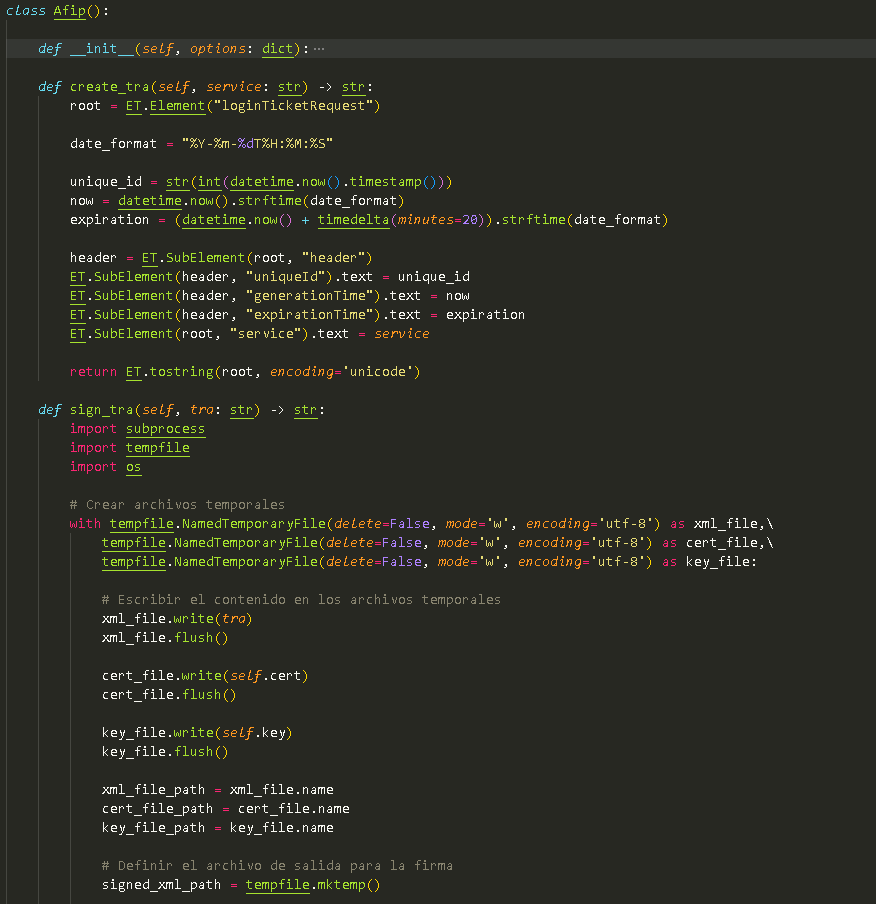 class Afip():
def __init__(self, options: dict):···
def create_tra(self, service: str) -> str:
root = ET.Element("loginTicketRequest")
date_format = "%Y-%m-%dT%H:%M:%S"
unique_id = str(int(datetime.now().timestamp()))
now = datetime.now().strftime(date_format)
expiration = (datetime.now() + timedelta(minutes=20)).strftime(date_format)
header = ET.SubElement(root, "header")
ET.SubElement(header, "uniqueId").text = unique_id
ET.SubElement(header, "generationTime").text = now
ET.SubElement(header, "expirationTime").text = expiration
ET.SubElement(root, "service").text = service
return ET.tostring(root, encoding='unicode')
def sign_tra(self, tra: str) -> str:
import subprocess
import tempfile
import os
# Crear archivos temporales
with tempfile.NamedTemporaryFile(delete=False, mode='w', encoding='utf-8') as xml_file,\
tempfile.NamedTemporaryFile(delete=False, mode='w', encoding='utf-8') as cert_file,\
tempfile.NamedTemporaryFile(delete=False, mode='w', encoding='utf-8') as key_file:
# Escribir el contenido en los archivos temporales
xml_file.write(tra)
xml_file.flush()
cert_file.write(self.cert)
cert_file.flush()
key_file.write(self.key)
key_file.flush()
xml_file_path = xml_file.name
cert_file_path = cert_file.name
key_file_path = key_file.name
# Definir el archivo de salida para la firma
signed_xml_path = tempfile.mktemp()